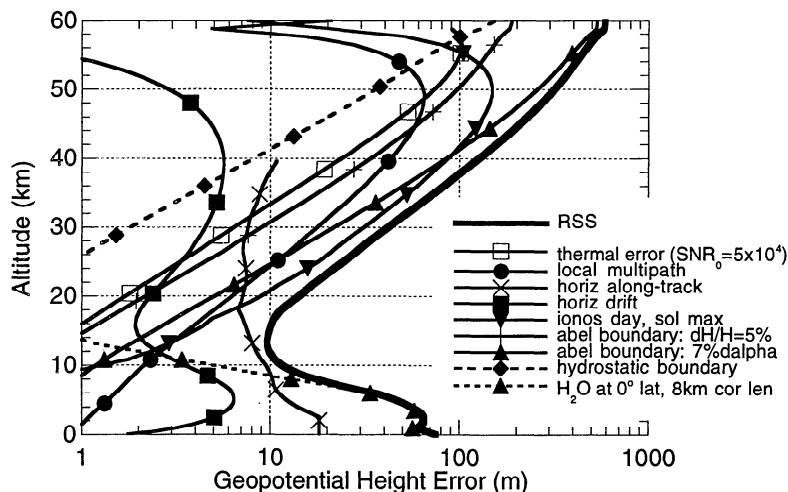 60
50
40
30
20
10
0
Altitude (km)
RSS
thermal error (SNR₀=5x10⁴)
local multipath
horiz along-track
horiz drift
ionos day, sol max
abel boundary: dH/H=5%
abel boundary: 7%dalpha
hydrostatic boundary
H₂O at 0° lat, 8km cor len
1 10 100 1000
Geopotential Height Error (m)